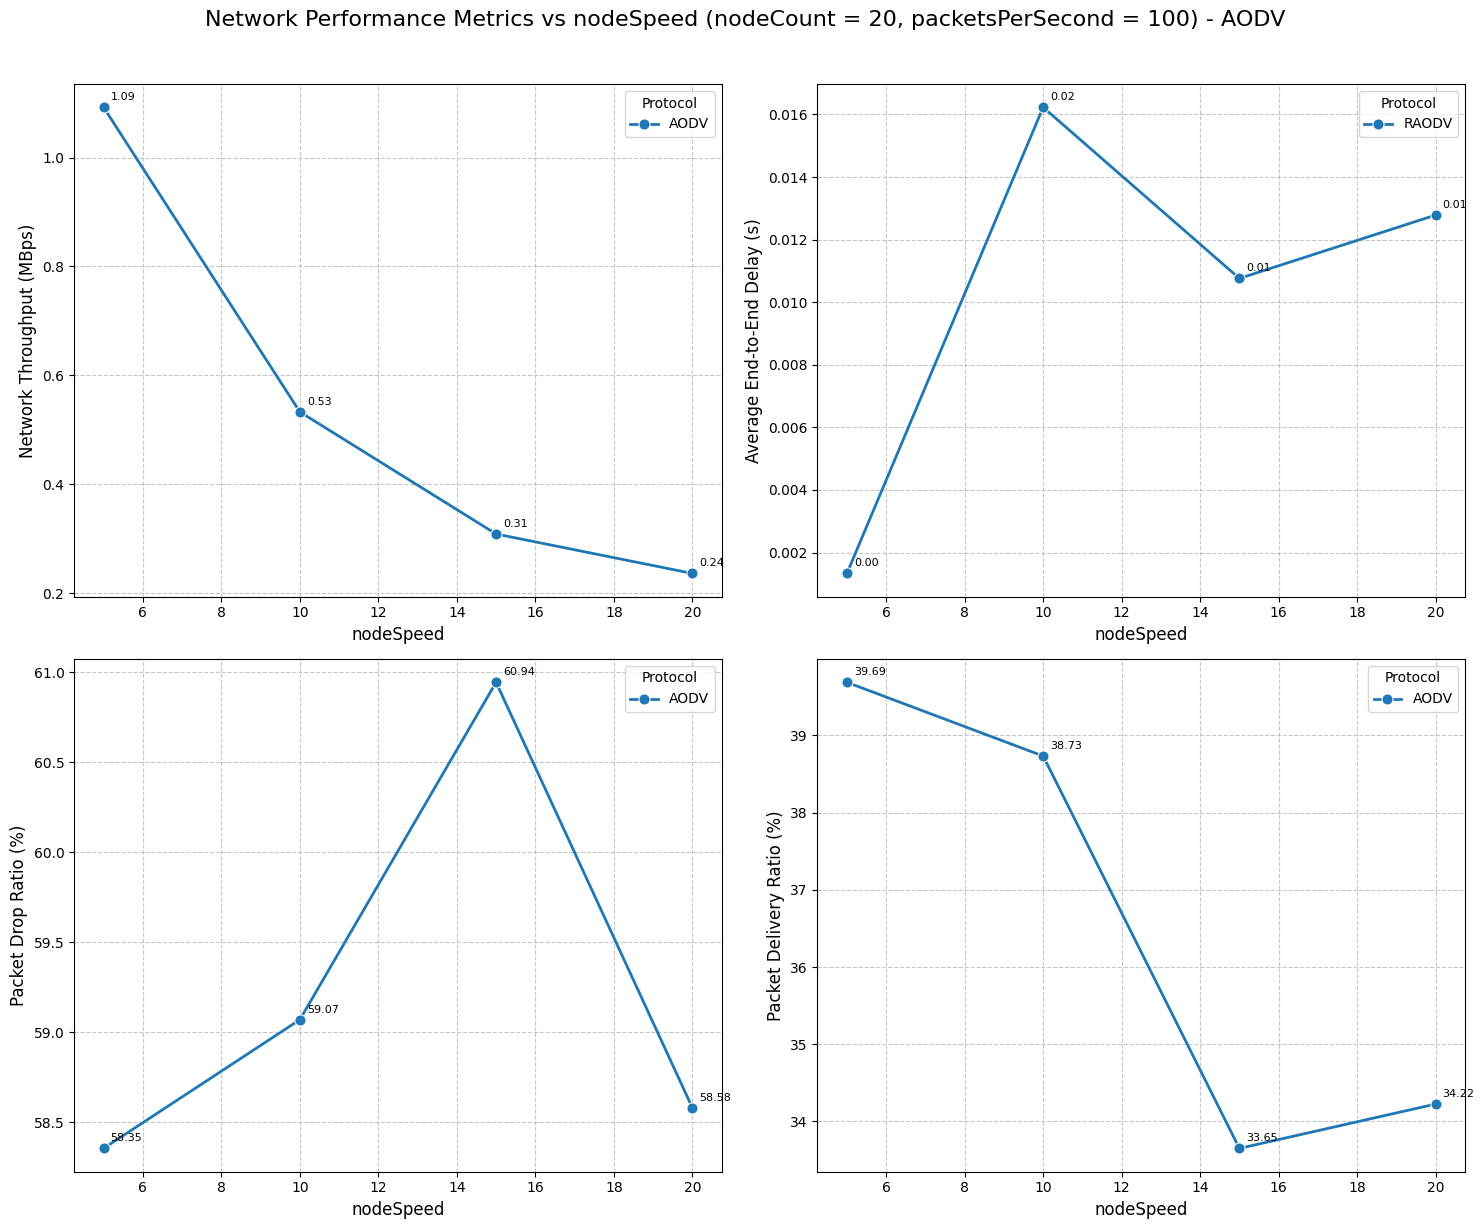 Network Performance Metrics vs nodeSpeed (nodeCount = 20, packetsPerSecond = 100) - AODV
Network Throughput (MBps)
1.0
0.8
0.6
0.4
0.2
1.09
0.53
0.31
0.24
Protocol
AODV
6 8 10 12 14 16 18 20
nodeSpeed
Average End-to-End Delay (s)
0.016
0.014
0.012
0.010
0.008
0.006
0.004
0.002
0.00
0.02
0.01
0.01
Protocol
RAODV
6 8 10 12 14 16 18 20
nodeSpeed
Packet Drop Ratio (%)
61.0
60.5
60.0
59.5
59.0
58.5
58.35
59.07
60.94
58.58
Protocol
AODV
6 8 10 12 14 16 18 20
nodeSpeed
Packet Delivery Ratio (%)
39
38
37
36
35
34
39.69
38.73
33.65
34.22
Protocol
AODV
6 8 10 12 14 16 18 20
nodeSpeed